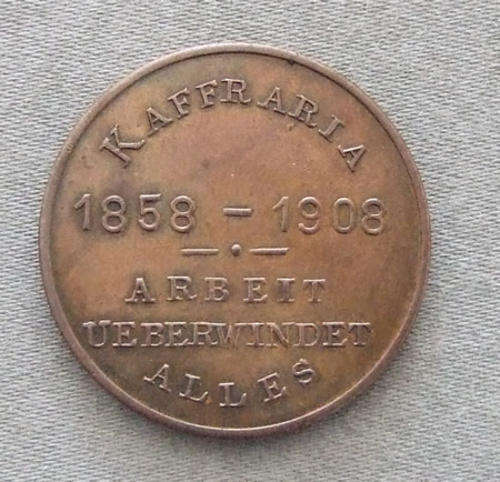 KAFFRARIA
1858 - 1908
ARBEIT
UEBERWINDET
ALLES